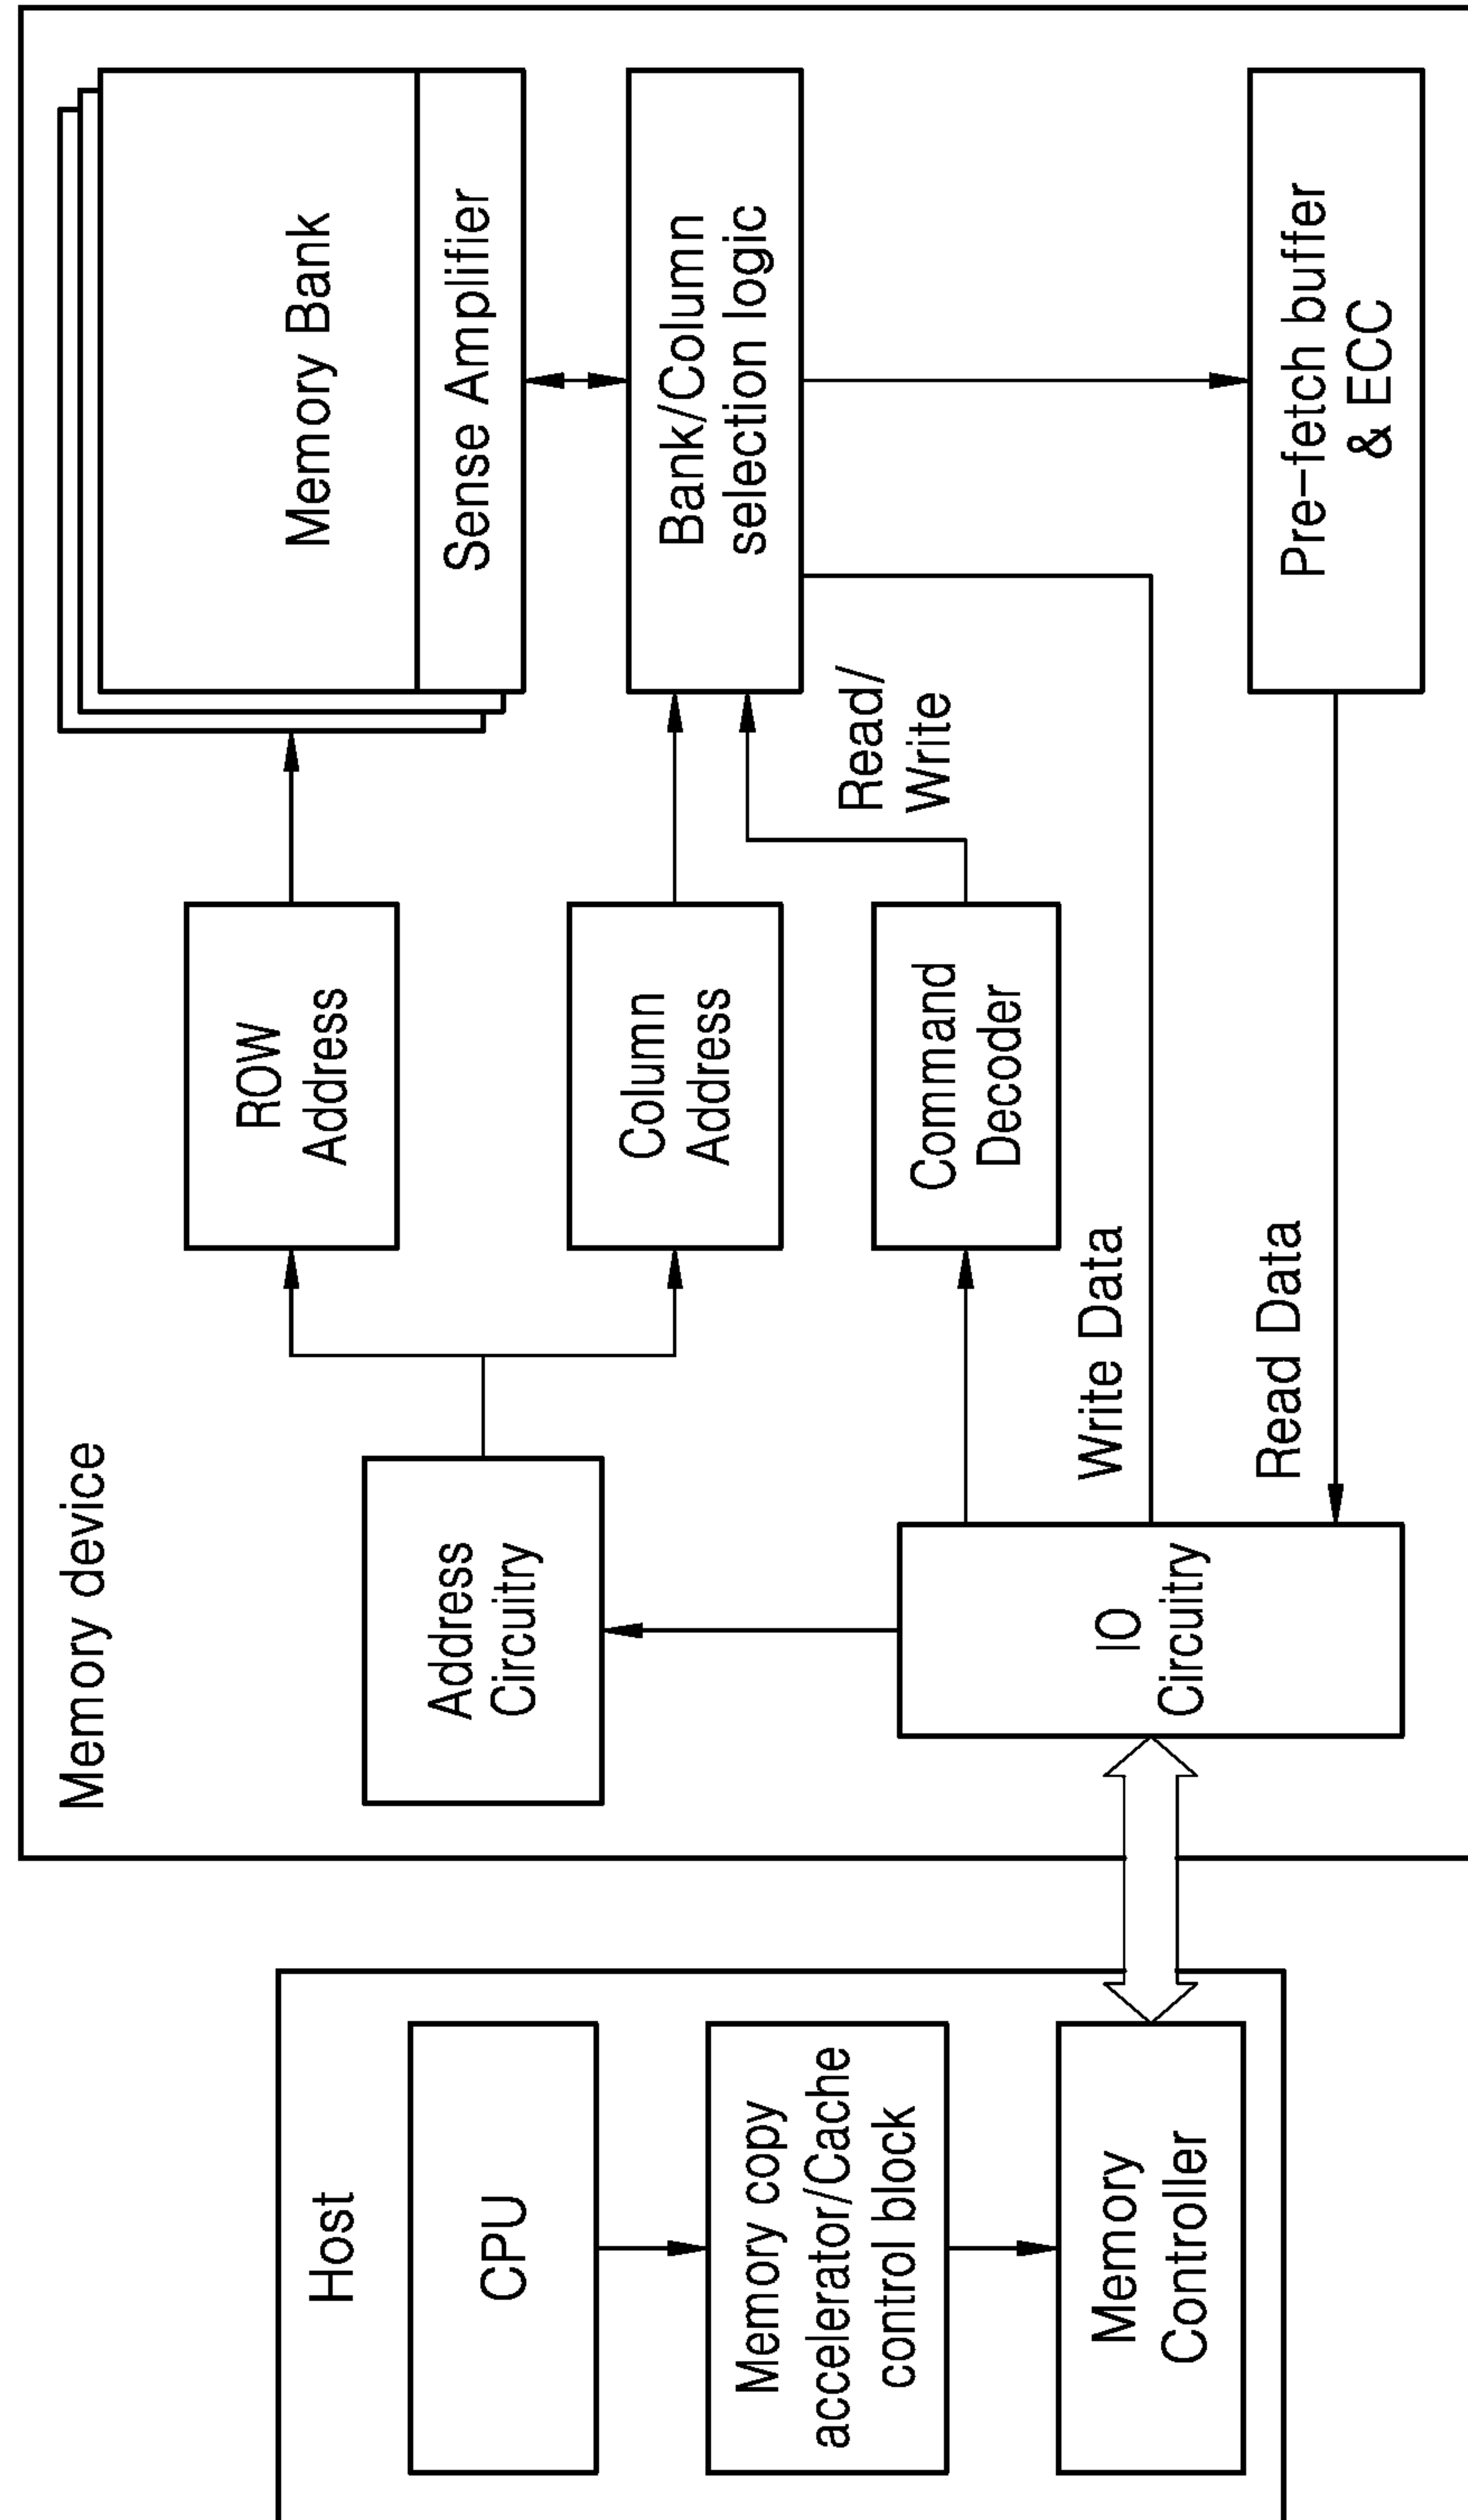 Host
CPU
Memory copy
accelerator/Cache
control block
Memory
Controller
Memory device
Address
Circuitry
IO
Circuitry
ROW
Address
Column
Address
Command
Decoder
Write Data
Read Data
Read/
Write
Memory Bank
Sense Amplifier
Bank/Column
selection logic
Pre-fetch buffer
& ECC